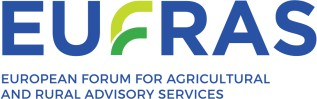 EUFRAS
EUROPEAN FORUM FOR AGRICULTURAL
AND RURAL ADVISORY SERVICES